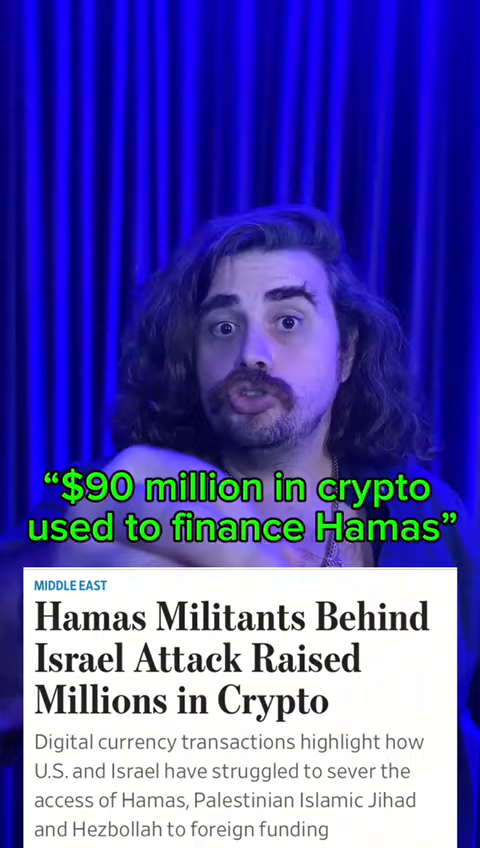 “$90 million in crypto
used to finance Hamas”
MIDDLE EAST
Hamas Militants Behind
Israel Attack Raised
Millions in Crypto
Digital currency transactions highlight how
U.S. and Israel have struggled to sever the
access of Hamas, Palestinian Islamic Jihad
and Hezbollah to foreign funding